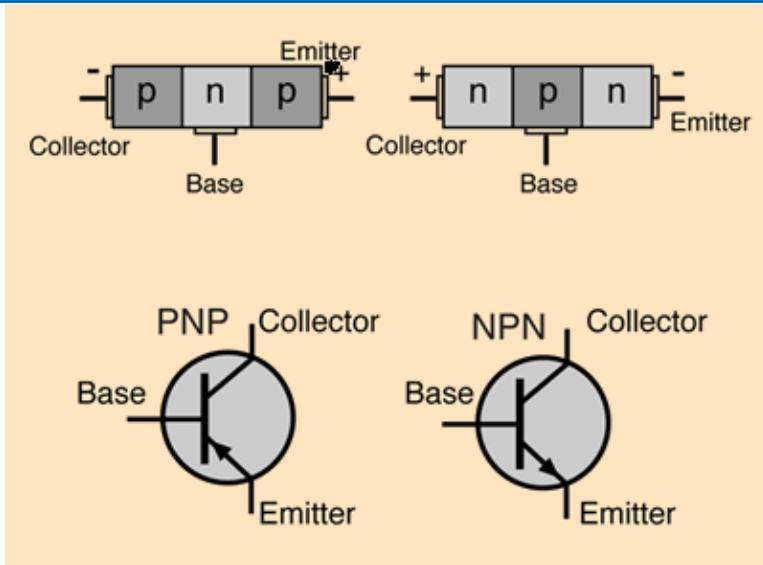 Emitter
- p n p +
Collector
Base
+ n p n -
Emitter
Collector
Base
PNP Collector
Base
Emitter
NPN Collector
Base
Emitter